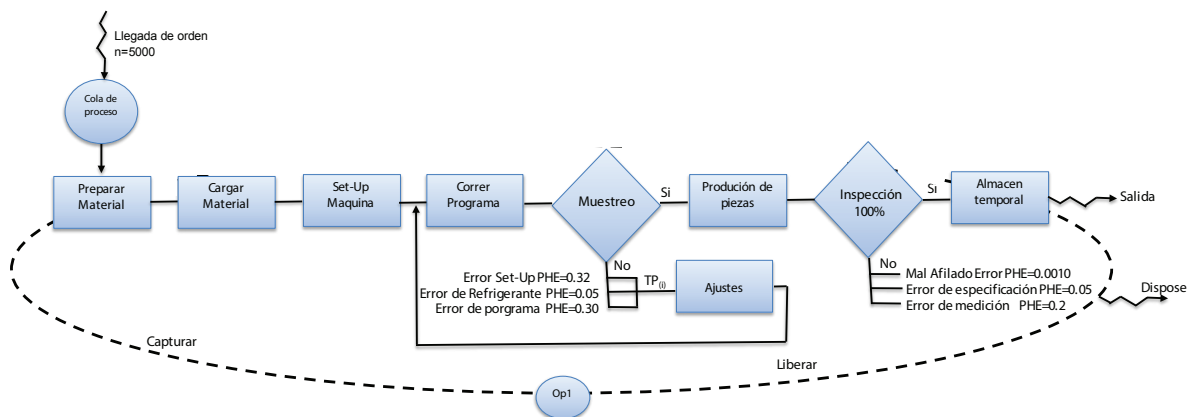 Llegada de orden
n=5000
Cola de
proceso
Preparar
Material
Cargar
Material
Set-Up
Maquina
Correr
Programa
Muestreo
Si
Produción de
piezas
Inspección
100%
Si
Almacen
temporal
Salida
No
Error Set-Up PHE=0.32
Error de Refrigerante PHE=0.05
Error de porgrama PHE=0.30
TP(i)
Ajustes
No
Mal Afilado Error PHE=0.0010
Error de especificación PHE=0.05
Error de medición PHE=0.2
Dispose
Capturar
Liberar
Op1